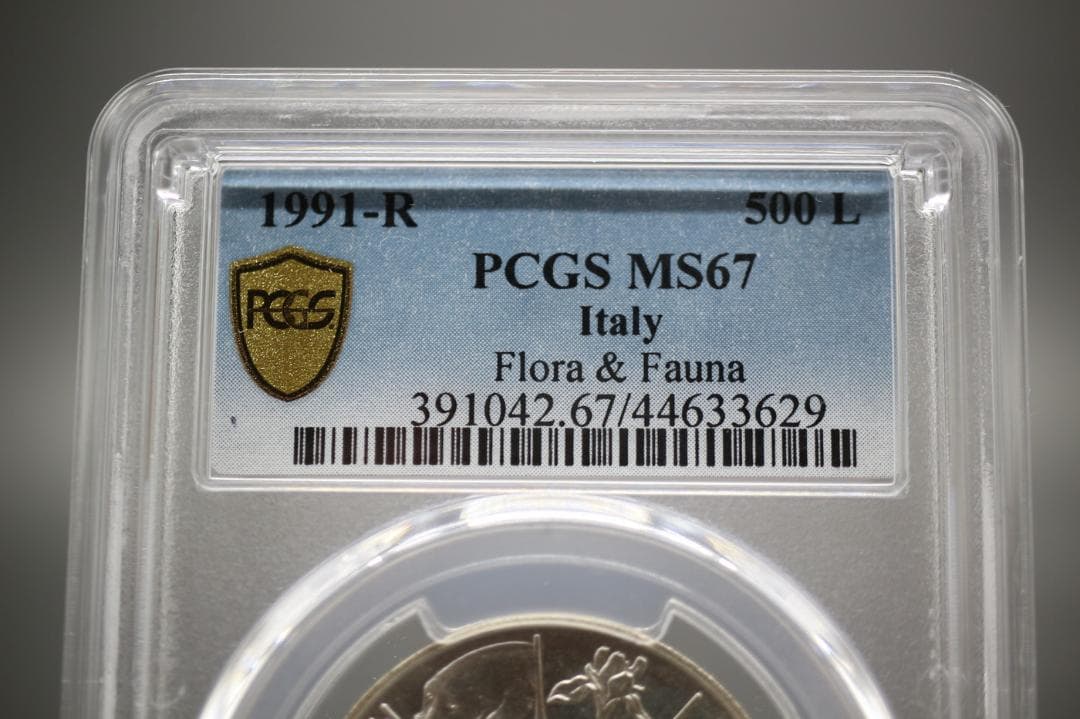 1991-R 500 L
PCGS MS67
Italy
PCGS
Flora & Fauna
391042.67/44633629